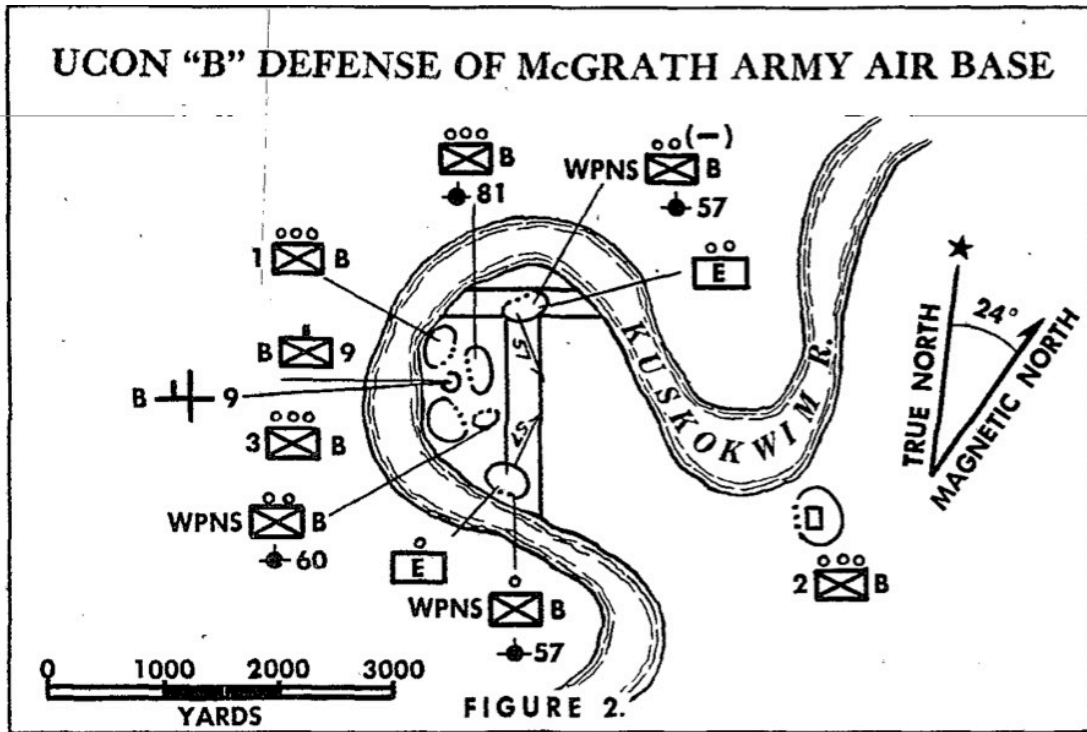 UCON “B” DEFENSE OF McGRATH ARMY AIR BASE
(–)
B
WPNS B
81
57
1 B
E
B 9
B 9
3 B
57
57
KUSKOKWIM R.
24°
TRUE NORTH
MAGNETIC NORTH
WPNS B
60
E
WPNS B
57
2 B
0 1000 2000 3000
YARDS
FIGURE 2.